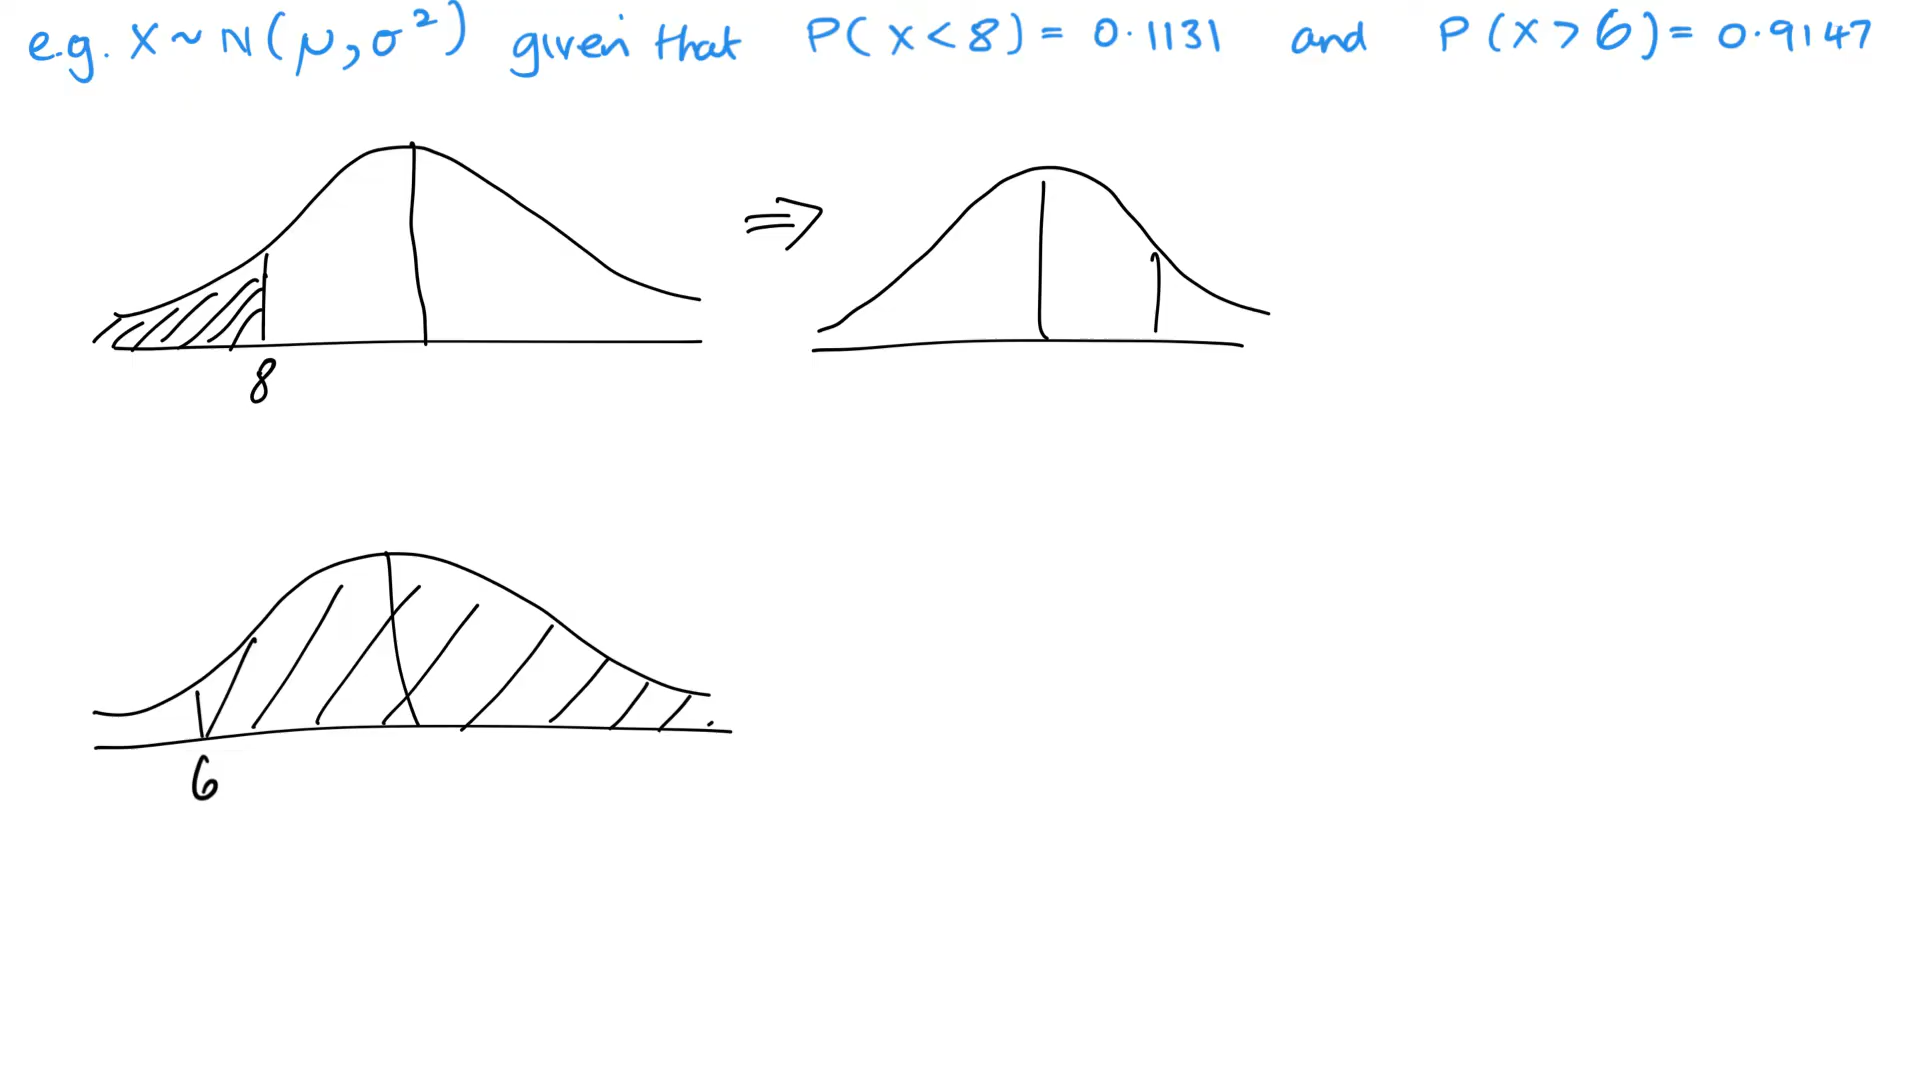 e.g. X ~ N(μ, σ²) given that P(X < 8) = 0.1131 and P(X > 6) = 0.9147
⇒
8
6